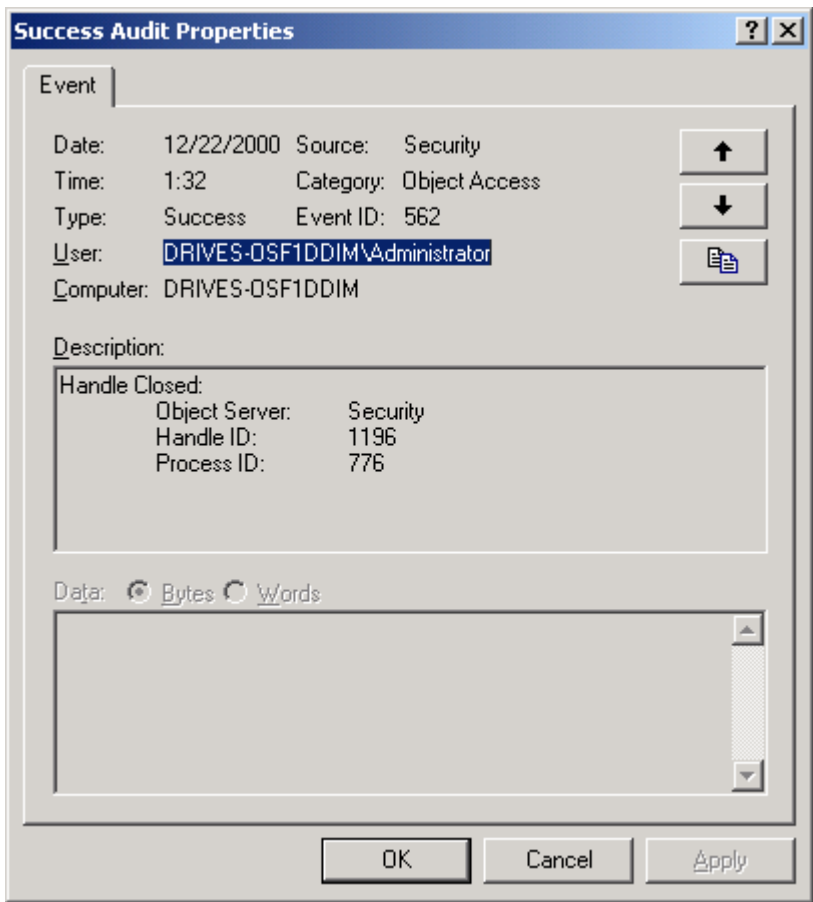 Success Audit Properties
Event
Date: 12/22/2000 Source: Security
Time: 1:32 Category: Object Access
Type: Success Event ID: 562
User: DRIVES-OSF1DDIM\Administrator
Computer: DRIVES-OSF1DDIM
Description:
Handle Closed:
Object Server: Security
Handle ID: 1196
Process ID: 776
Data: Bytes Words
OK Cancel Apply